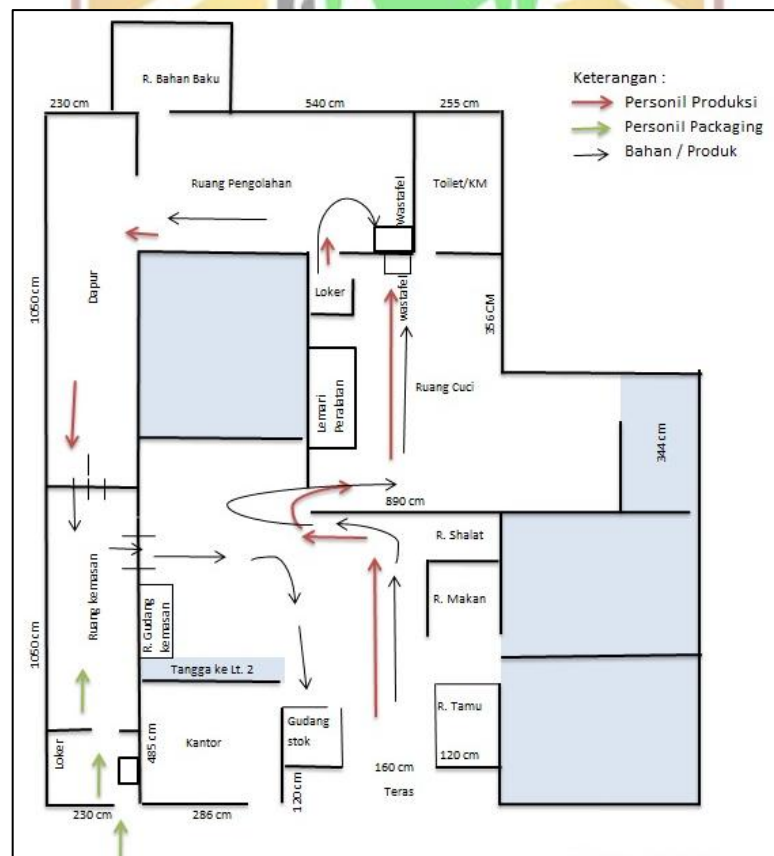 R. Bahan Baku
Keterangan :
Personil Produksi
Personil Packaging
Bahan / Produk
230 cm
540 cm
255 cm
Ruang Pengolahan
Wastafel
Toilet/KM
1050 cm
Dapur
Loker
wastafel
356 CM
Lemari
Peralatan
Ruang Cuci
344 cm
890 cm
R. Shalat
Ruang kemasan
R. Gudang
kemasan
R. Makan
1050 cm
Tangga ke Lt. 2
R. Tamu
Loker
485 cm
Kantor
Gudang
stok
120 cm
160 cm
120cm
Teras
230 cm
286 cm